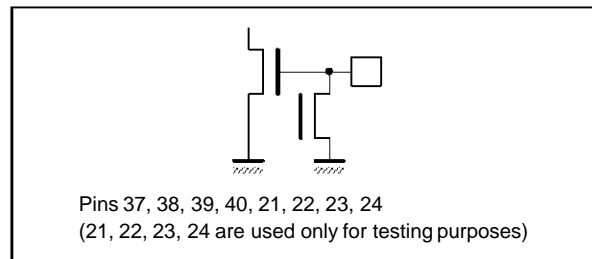 Pins 37, 38, 39, 40, 21, 22, 23, 24
(21, 22, 23, 24 are used only for testing purposes)